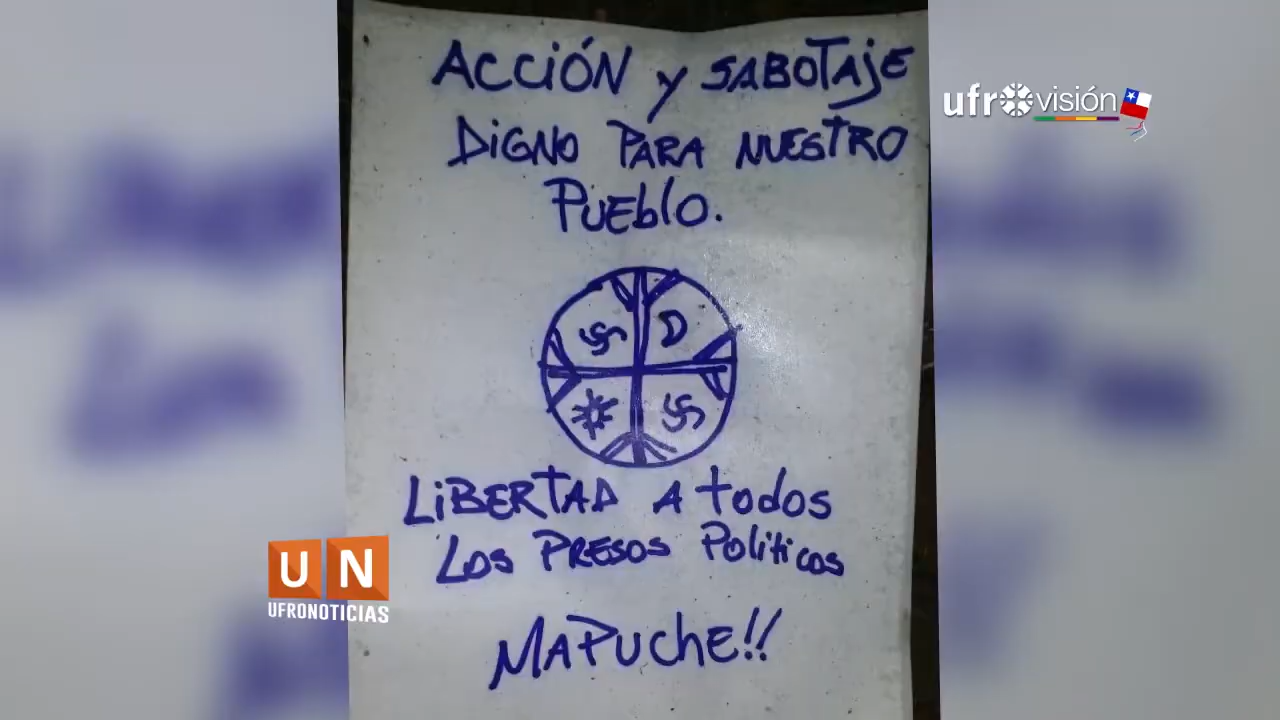 ACCIÓN y SABOTAjE
DiGNO PARA NUESTRO
PUEblO.
LiBERTAD A todos
Los PRESOS Politicos
MAPUChE!!
ufrovisión
UN
UFRONOTICIAS